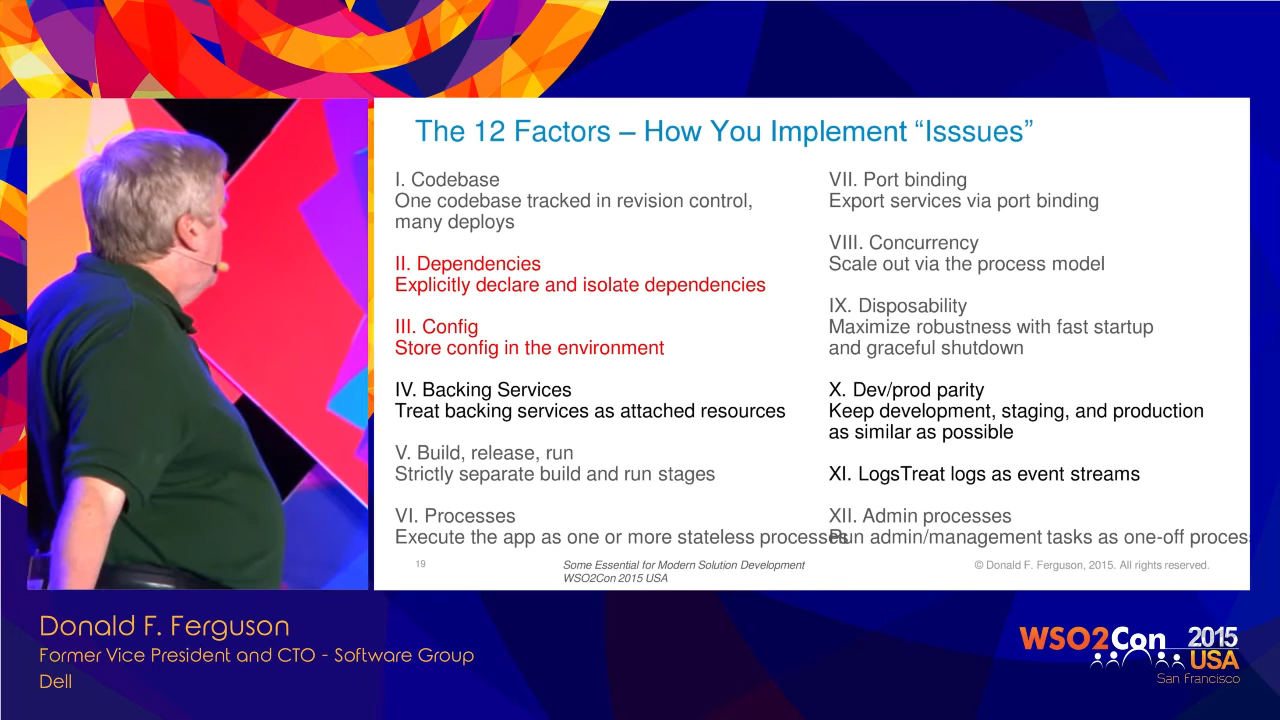 The 12 Factors – How You Implement “Isssues”
I. Codebase
One codebase tracked in revision control,
many deploys
II. Dependencies
Explicitly declare and isolate dependencies
III. Config
Store config in the environment
IV. Backing Services
Treat backing services as attached resources
V. Build, release, run
Strictly separate build and run stages
VI. Processes
Execute the app as one or more stateless processes
VII. Port binding
Export services via port binding
VIII. Concurrency
Scale out via the process model
IX. Disposability
Maximize robustness with fast startup
and graceful shutdown
X. Dev/prod parity
Keep development, staging, and production
as similar as possible
XI. LogsTreat logs as event streams
XII. Admin processes
Run admin/management tasks as one-off proces
19
Some Essential for Modern Solution Development
WSO2Con 2015 USA
© Donald F. Ferguson, 2015. All rights reserved.
Donald F. Ferguson
Former Vice President and CTO - Software Group
Dell
WSO2Con 2015
USA
San Francisco